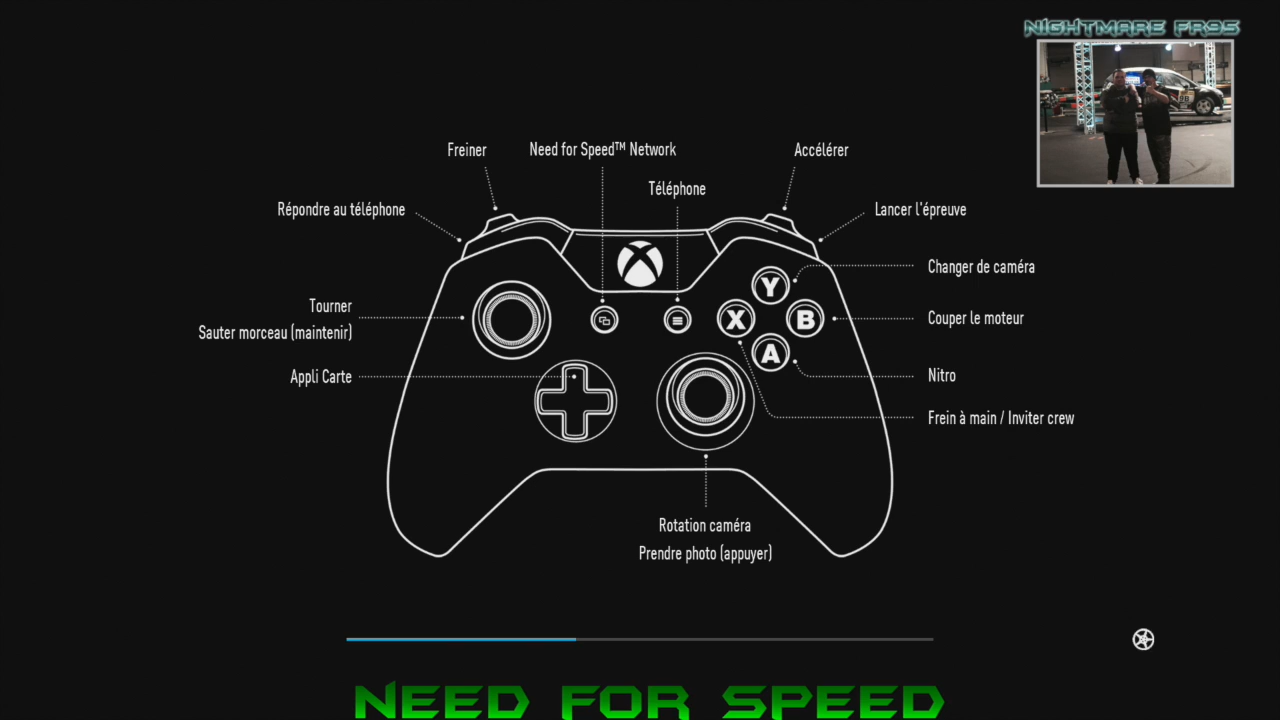 NIGHTMARE FR95
Freiner
Need for Speed™ Network
Accélérer
Téléphone
Répondre au téléphone
Lancer l'épreuve
Changer de caméra
Y
Tourner
Sauter morceau (maintenir)
X
B
Couper le moteur
A
Appli Carte
Nitro
Frein à main / Inviter crew
Rotation caméra
Prendre photo (appuyer)
NEED FOR SPEED